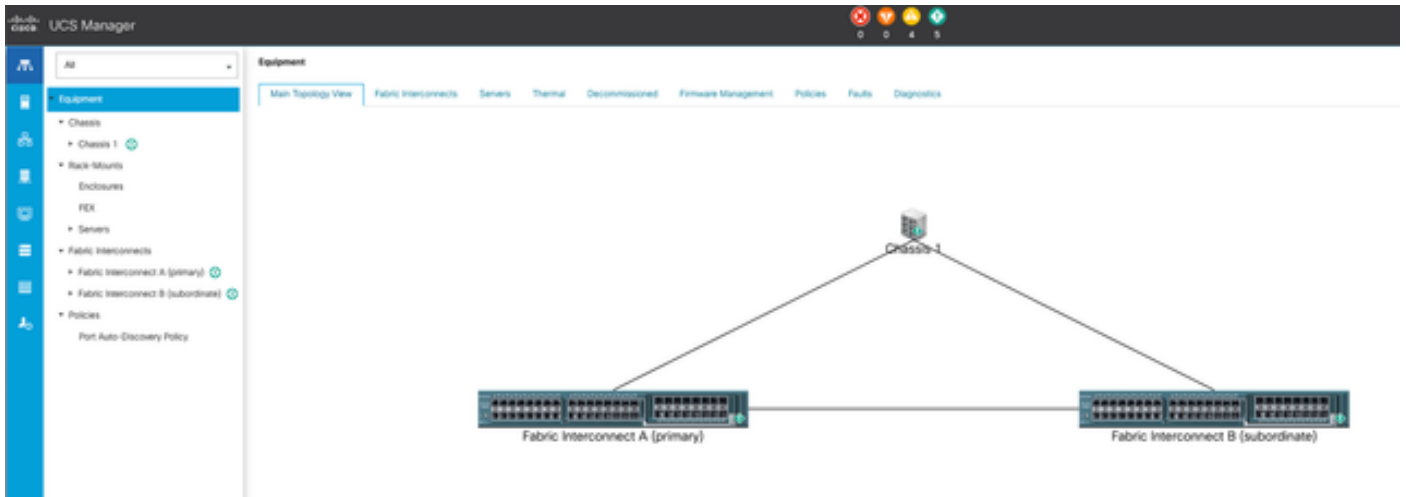 cisco. UCS Manager
0 0 4 5
All
Equipment
Chassis
Chassis 1
Rack-Mounts
Enclosures
FEX
Servers
Fabric Interconnects
Fabric Interconnect A (primary)
Fabric Interconnect B (subordinate)
Policies
Port Auto-Discovery Policy
Equipment
Main Topology View Fabric Interconnects Servers Thermal Decommissioned Firmware Management Policies Faults Diagnostics
Chassis 1
Fabric Interconnect A (primary) Fabric Interconnect B (subordinate)